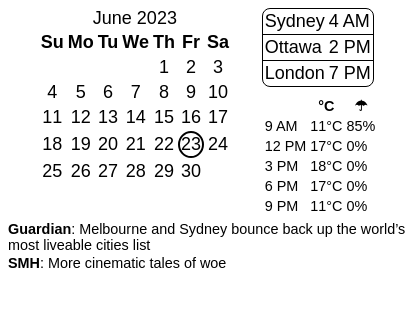 June 2023
Su Mo Tu We Th Fr Sa
1 2 3
4 5 6 7 8 9 10
11 12 13 14 15 16 17
18 19 20 21 22 23 24
25 26 27 28 29 30
Sydney 4 AM
Ottawa 2 PM
London 7 PM
°C ☂
9 AM 11°C 85%
12 PM 17°C 0%
3 PM 18°C 0%
6 PM 17°C 0%
9 PM 11°C 0%
Guardian: Melbourne and Sydney bounce back up the world's
most liveable cities list
SMH: More cinematic tales of woe